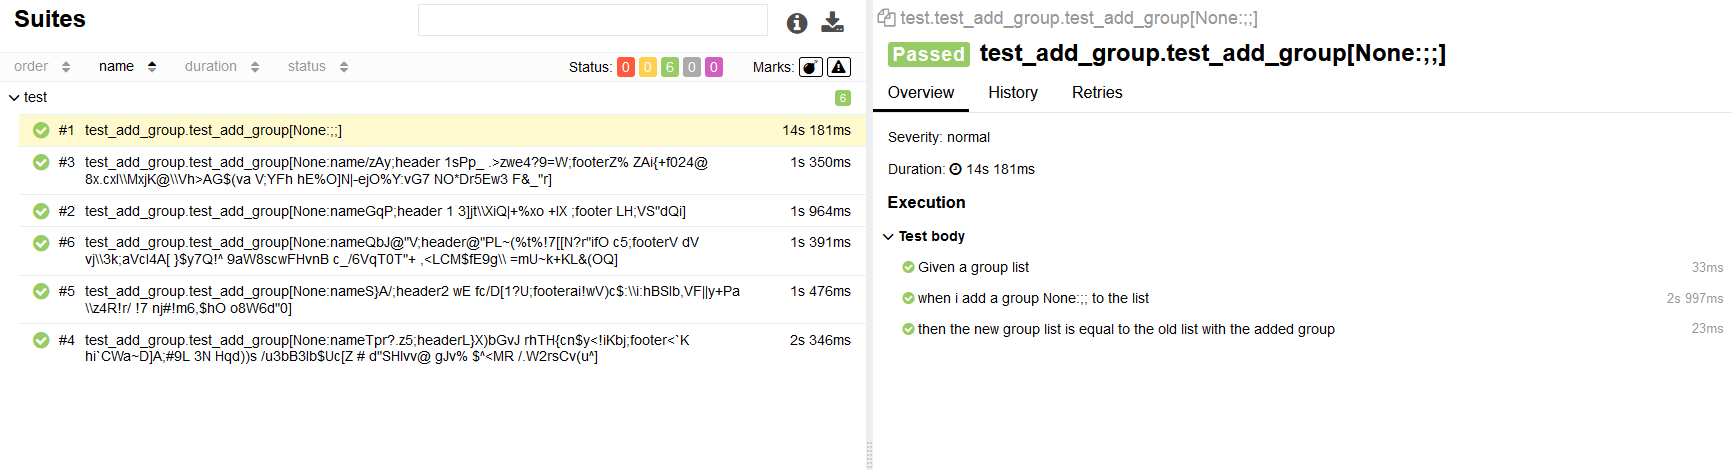 Suites
order name duration status Status: 0 0 6 0 0 Marks:
test 6
#1 test_add_group.test_add_group[None:;;] 14s 181ms
#3 test_add_group.test_add_group[None:name/zAy;header 1sPp_ .>zwe4?9=W;footerZ% ZAi{+f024@ 1s 350ms
8x.cxl\\MxjK@\\Vh>AG$(va V;YFh hE%O]N|-ejO%Y:vG7 NO*Dr5Ew3 F&_"r]
#2 test_add_group.test_add_group[None:nameGqP;header 1 3]jt\\XiQ|+%xo +IX ;footer LH;VS"dQi] 1s 964ms
#6 test_add_group.test_add_group[None:nameQbJ@"V;header@"PL~(%t%!7[[N?r"ifO c5;footerV dV 1s 391ms
vj\\3k;aVcl4A[ }$y7Q!^ 9aW8scwFHvnB c_/6VqT0T"+ ,<LCM$fE9g\\ =mU~k+KL&(OQ]
#5 test_add_group.test_add_group[None:nameS}A/;header2 wE fc/D[1?U;footerai!wV)c$:\\i:hBSlb,VF||y+Pa 1s 476ms
\\z4R!r/ !7 nj#!m6,$hO o8W6d"0]
#4 test_add_group.test_add_group[None:nameTpr?.z5;headerL}X)bGvJ rhTH{cn$y<!iKbj;footer<`K 2s 346ms
hi`CWa~D]A;#9L 3N Hqd))s /u3bB3lb$Uc[Z # d"SHlvv@ gJv% $^<MR /.W2rsCv(u^]
test.test_add_group.test_add_group[None:;;]
Passed test_add_group.test_add_group[None:;;]
Overview History Retries
Severity: normal
Duration: 14s 181ms
Execution
Test body
Given a group list 33ms
when i add a group None:;; to the list 2s 997ms
then the new group list is equal to the old list with the added group 23ms